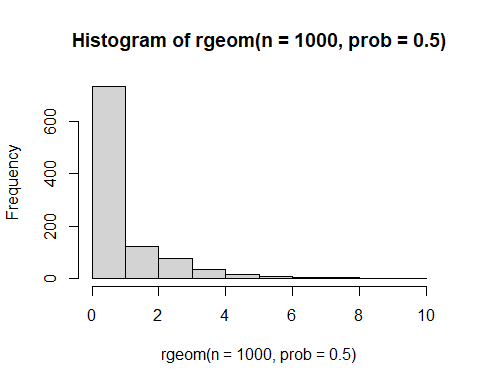 Histogram of rgeom(n = 1000, prob = 0.5)
Frequency
600
400
200
0
0 2 4 6 8 10
rgeom(n = 1000, prob = 0.5)